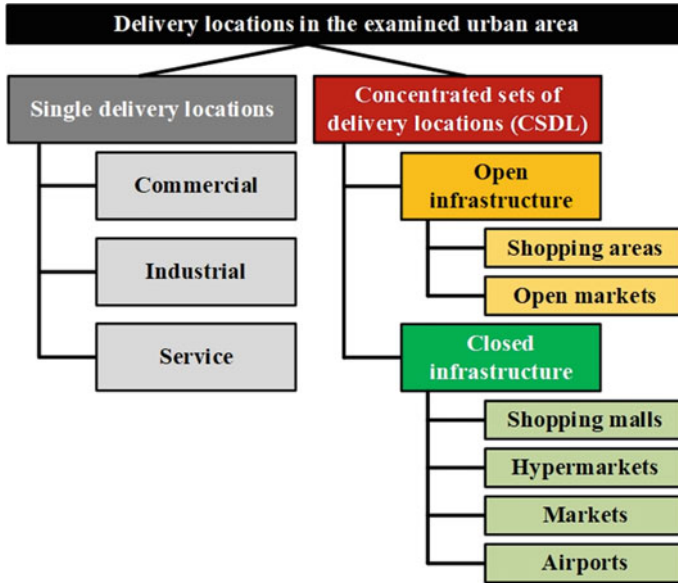 Delivery locations in the examined urban area
Single delivery locations
Commercial
Industrial
Service
Concentrated sets of
delivery locations (CSDL)
Open
infrastructure
Shopping areas
Open markets
Closed
infrastructure
Shopping malls
Hypermarkets
Markets
Airports